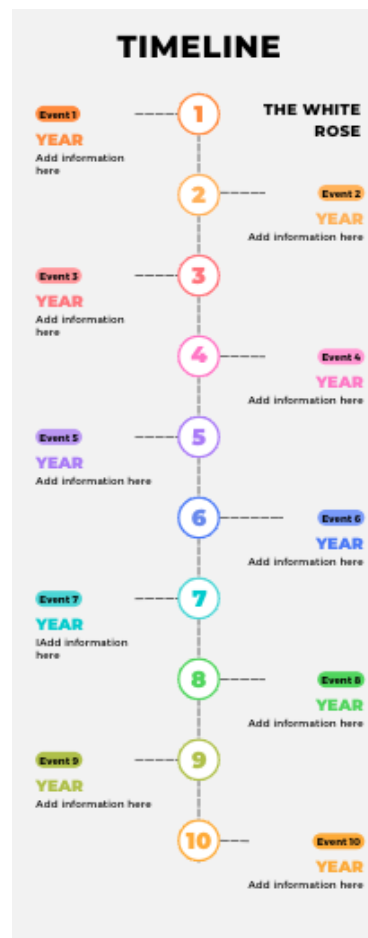 TIMELINE
THE WHITE
ROSE
1
Event 1
YEAR
Add information
here
2
Event 2
YEAR
Add information here
3
Event 3
YEAR
Add information
here
4
Event 4
YEAR
Add information here
5
Event 5
YEAR
Add information here
6
Event 6
YEAR
Add information here
7
Event 7
YEAR
IAdd information
here
8
Event 8
YEAR
Add information here
9
Event 9
YEAR
Add information here
10
Event 10
YEAR
Add information here